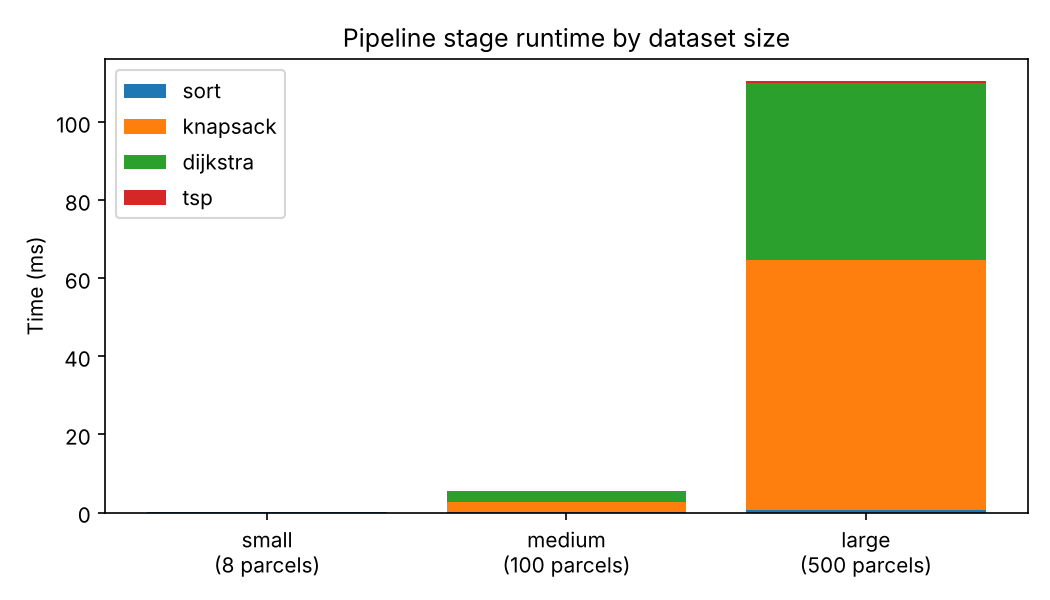 Pipeline stage runtime by dataset size
sort
knapsack
dijkstra
tsp
Time (ms)
100
80
60
40
20
0
small
(8 parcels)
medium
(100 parcels)
large
(500 parcels)